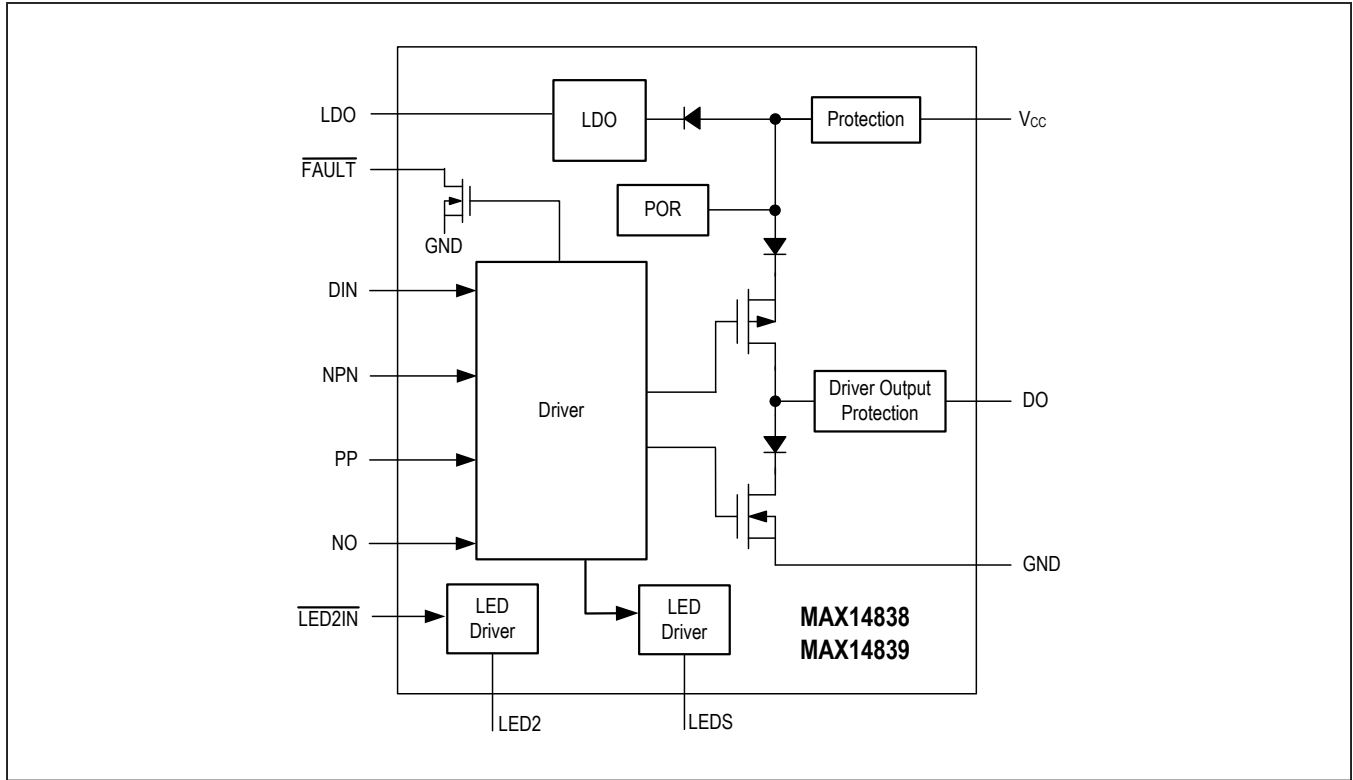 LDO
LDO
Protection
VCC
FAULT
POR
GND
DIN
NPN
Driver
Driver Output
Protection
DO
PP
NO
GND
LED2IN
LED
Driver
LED
Driver
MAX14838
MAX14839
LED2
LEDS